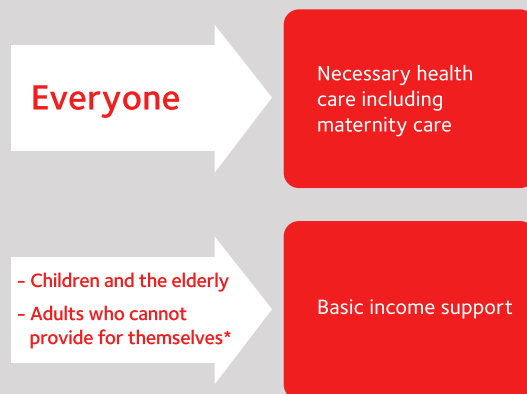 Everyone
Necessary health
care including
maternity care
– Children and the elderly
– Adults who cannot
provide for themselves*
Basic income support